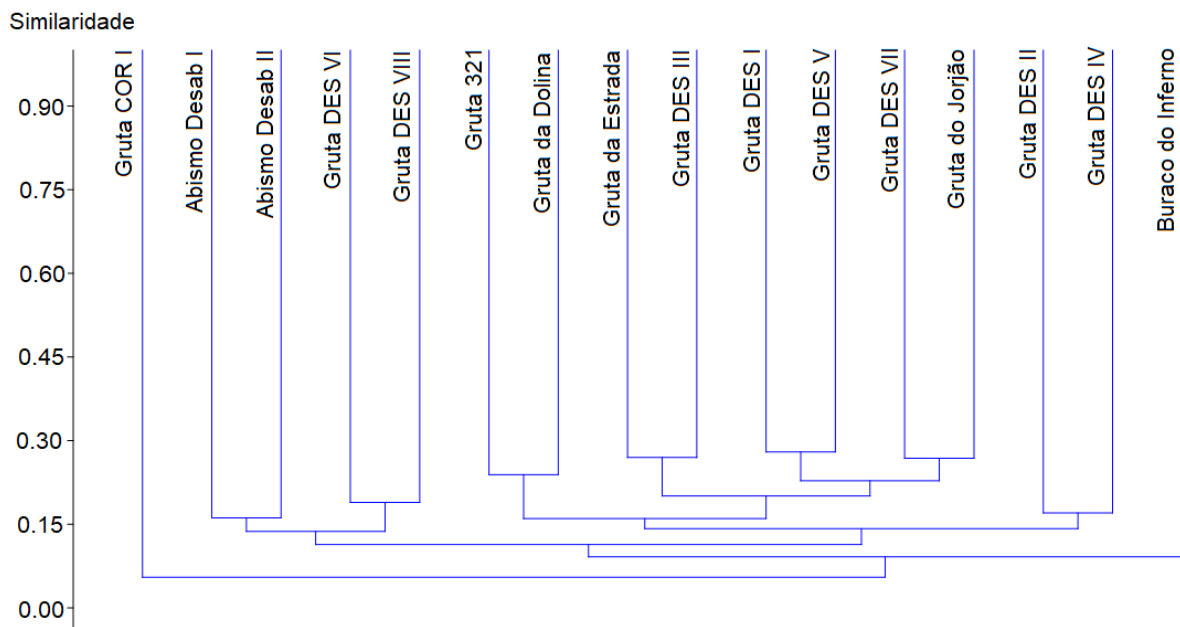 Similaridade
0.90
0.75
0.60
0.45
0.30
0.15
0.00
Gruta COR I
Abismo Desab I
Abismo Desab II
Gruta DES VI
Gruta DES VIII
Gruta 321
Gruta da Dolina
Gruta da Estrada
Gruta DES III
Gruta DES I
Gruta DES V
Gruta DES VII
Gruta do Jorjão
Gruta DES II
Gruta DES IV
Buraco do Inferno